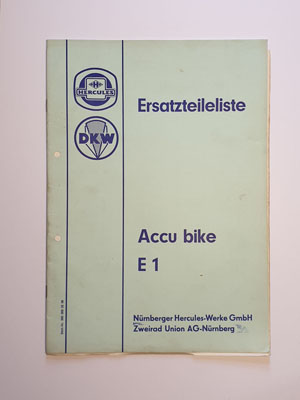 HERCULES
DKW
Ersatzteileliste
Accu bike
E 1
Nürnberger Hercules-Werke GmbH
Zweirad Union AG-Nürnberg